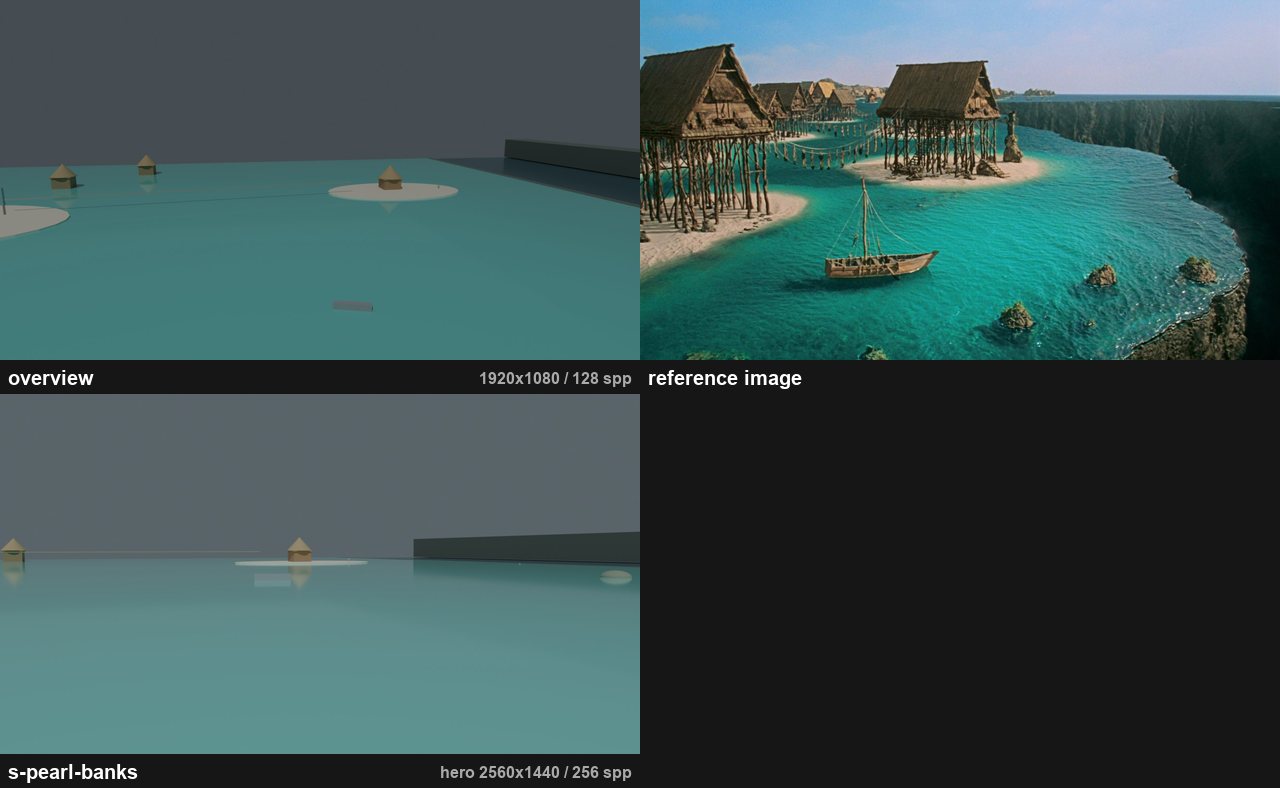 overview
1920x1080 / 128 spp
reference image
s-pearl-banks
hero 2560x1440 / 256 spp